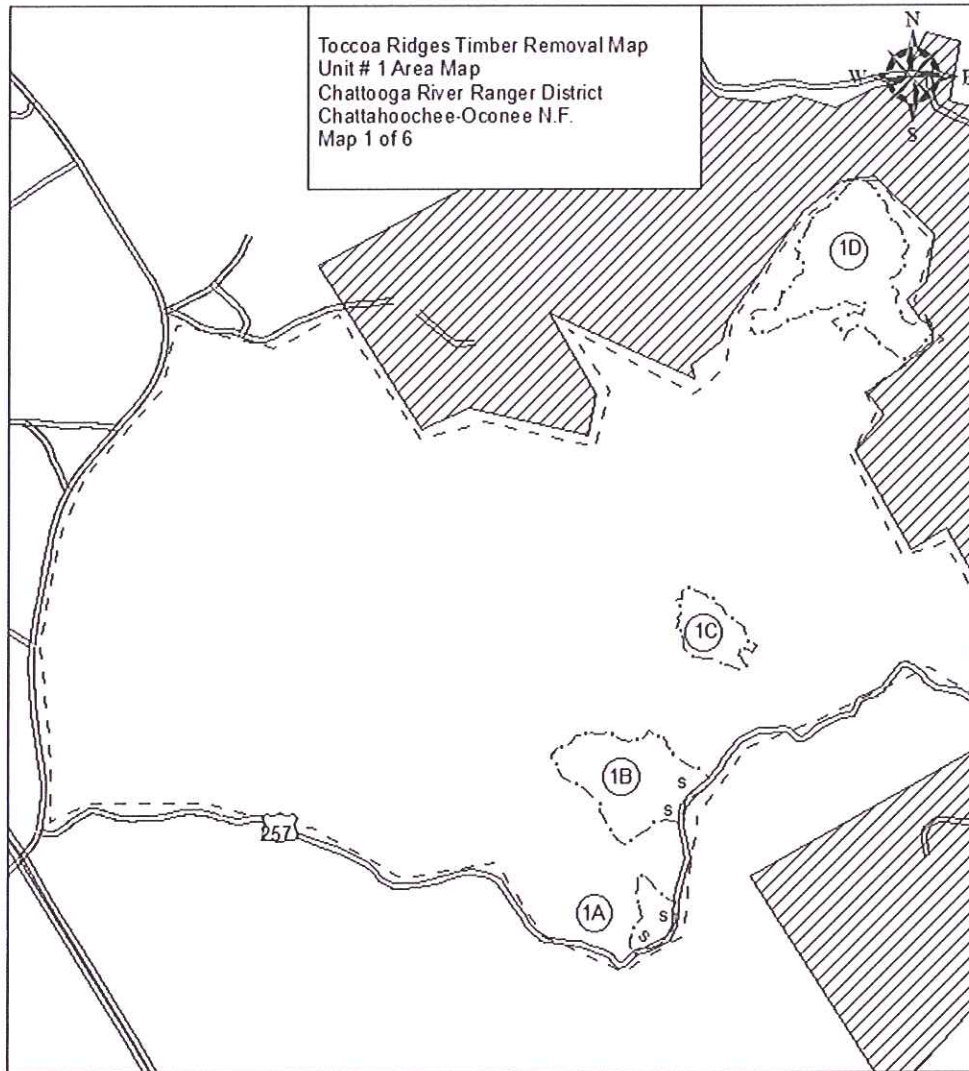 Toccoa Ridges Timber Removal Map
Unit # 1 Area Map
Chattooga River Ranger District
Chattahoochee-Oconee N.F.
Map 1 of 6
N
W
E
S
1D
1C
1B
s
s
257
1A
s
s